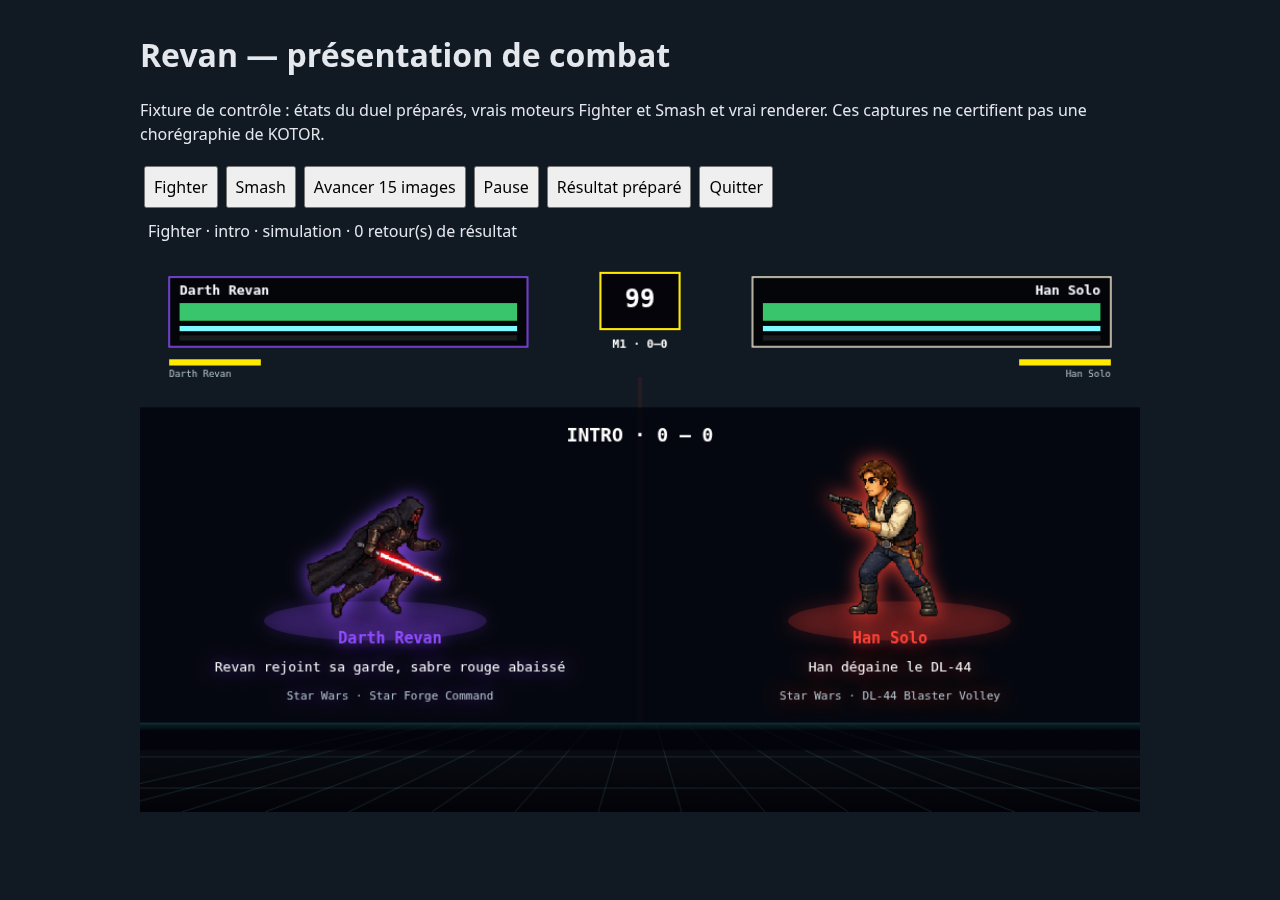 Revan — présentation de combat
Fixture de contrôle : états du duel préparés, vrais moteurs Fighter et Smash et vrai renderer. Ces captures ne certifient pas une
chorégraphie de KOTOR.
Fighter Smash Avancer 15 images Pause Résultat préparé Quitter
Fighter · intro · simulation · 0 retour(s) de résultat
Darth Revan 99 Han Solo
M1 · 0—0
Darth Revan Han Solo
INTRO · 0 — 0
Darth Revan Han Solo
Revan rejoint sa garde, sabre rouge abaissé Han dégaine le DL-44
Star Wars · Star Forge Command Star Wars · DL-44 Blaster Volley